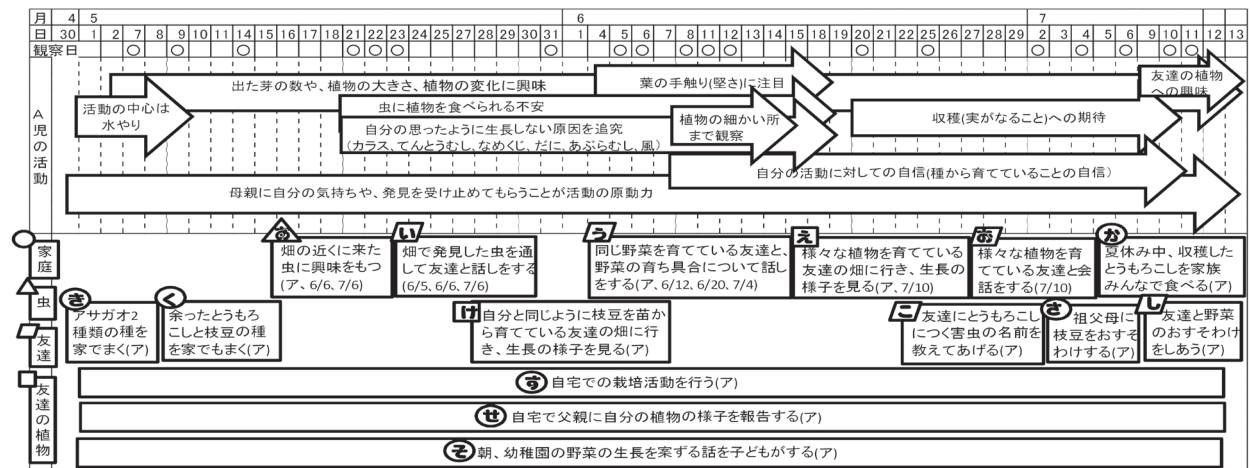 月 4 5 6 7
日 30 1 2 7 8 9 10 11 14 15 16 17 18 21 22 23 24 25 28 29 30 31 1 4 5 6 7 8 11 12 13 14 15 18 19 20 21 22 25 26 27 28 29 2 3 4 5 6 9 10 11 12 13
観察日 ○ ○ ○ ○ ○ ○ ○ ○ ○ ○ ○ ○ ○ ○ ○ ○ ○ ○ ○
A児の活動
活動の中心は
水やり
出た芽の数や、植物の大きさ、植物の変化に興味
葉の手触り(堅さ)に注目
友達の植物
への興味
虫に植物を食べられる不安
自分の思ったように生長しない原因を追究
(カラス、てんとうむし、なめくじ、だに、あぶらむし、風)
植物の細かい所
まで観察
収穫(実がなること)への期待
自分の活動に対しての自信(種から育てていることの自信)
母親に自分の気持ちや、発見を受け止めてもらうことが活動の原動力
家庭
虫
友達
友達の植物
畑の近くに来た
虫に興味をもつ
(ア、6/6、7/6)
い
畑で発見した虫を通
して友達と話しをする
(6/5、6/6、7/6)
う
同じ野菜を育てている友達と、
野菜の育ち具合について話し
をする(ア、6/12、6/20、7/4)
え
様々な植物を育てている
友達の畑に行き、生長の
様子を見る(ア、7/10)
お
様々な植物を育
てている友達と会
話をする(7/10)
か
夏休み中、収穫した
とうもろこしを家族
みんなで食べる(ア)
き
アサガオ2
種類の種を
家でまく(ア)
く
余ったとうもろ
こしと枝豆の種
を家でもまく(ア)
け
自分と同じように枝豆を苗か
ら育てている友達の畑に行
き、生長の様子を見る(ア)
こ
友達にとうもろこし
につく害虫の名前を
教えてあげる(ア)
さ
祖父母に
枝豆をおすそ
わけする(ア)
し
友達と野菜
のおすそわけ
をしあう(ア)
す 自宅での栽培活動を行う(ア)
せ 自宅で父親に自分の植物の様子を報告する(ア)
そ 朝、幼稚園の野菜の生長を案ずる話を子どもがする(ア)